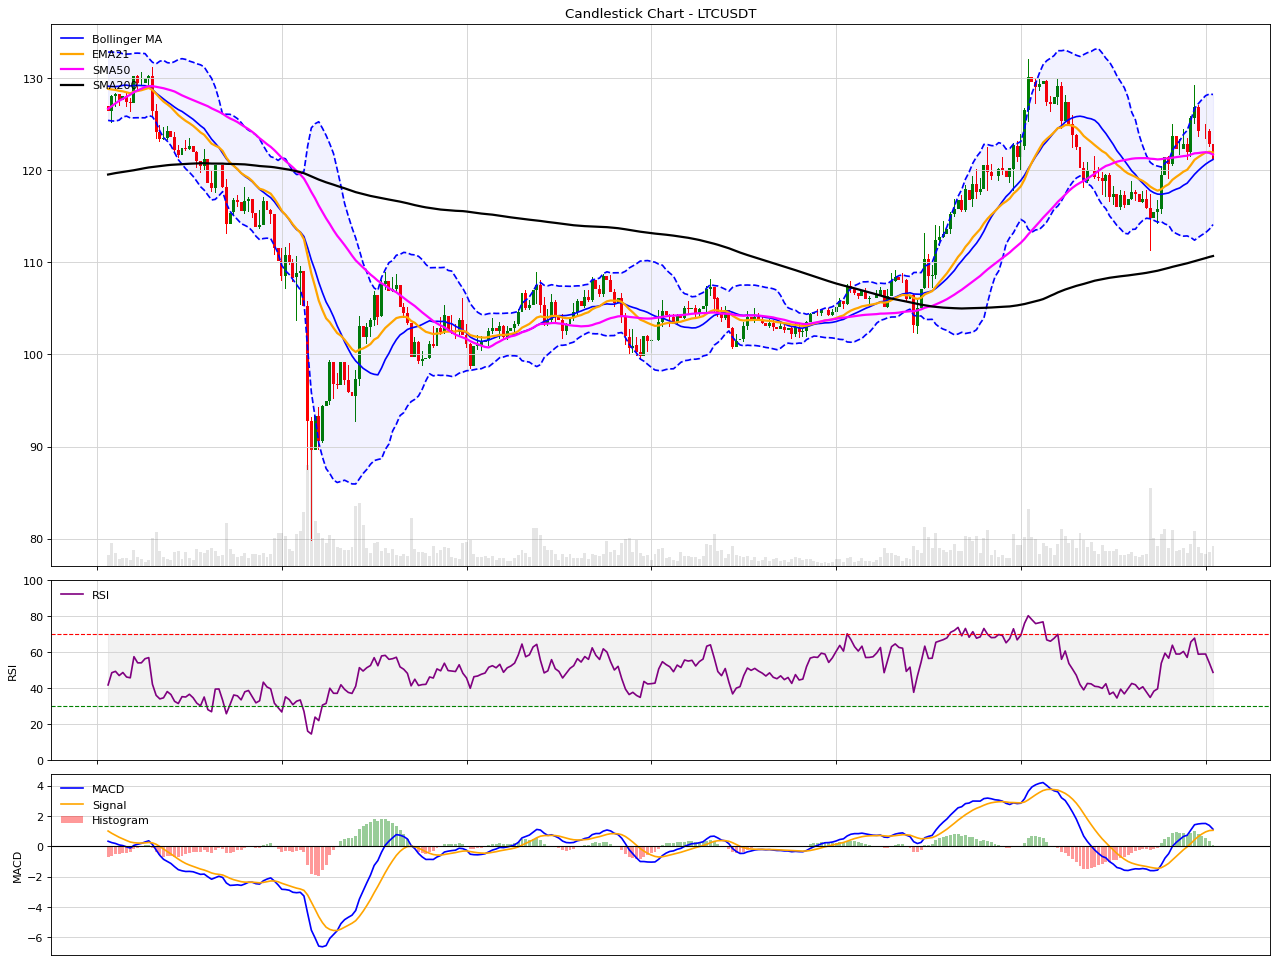 Candlestick Chart - LTCUSDT
Bollinger MA
EMA21
SMA50
SMA200
130
120
110
100
90
80
RSI
100
80
60
40
20
0
RSI
MACD
Signal
Histogram
4
2
0
−2
−4
−6
MACD